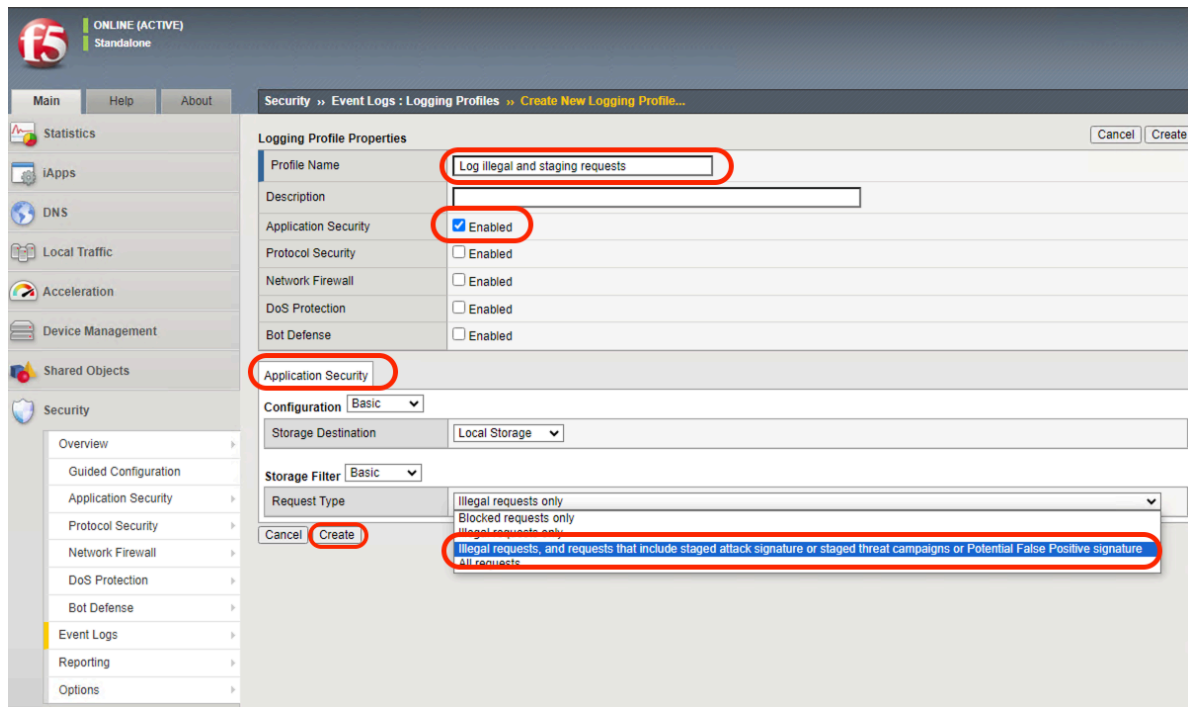 f5
ONLINE (ACTIVE)
Standalone
Main Help About
Security ›› Event Logs : Logging Profiles ›› Create New Logging Profile...
Statistics
iApps
DNS
Local Traffic
Acceleration
Device Management
Shared Objects
Security
Overview
Guided Configuration
Application Security
Protocol Security
Network Firewall
DoS Protection
Bot Defense
Event Logs
Reporting
Options
Logging Profile Properties
Cancel Create
Profile Name Log illegal and staging requests
Description
Application Security Enabled
Protocol Security Enabled
Network Firewall Enabled
DoS Protection Enabled
Bot Defense Enabled
Application Security
Configuration Basic
Storage Destination Local Storage
Storage Filter Basic
Request Type Illegal requests only
Blocked requests only
Illegal requests only
Illegal requests, and requests that include staged attack signature or staged threat campaigns or Potential False Positive signature
All requests
Cancel Create